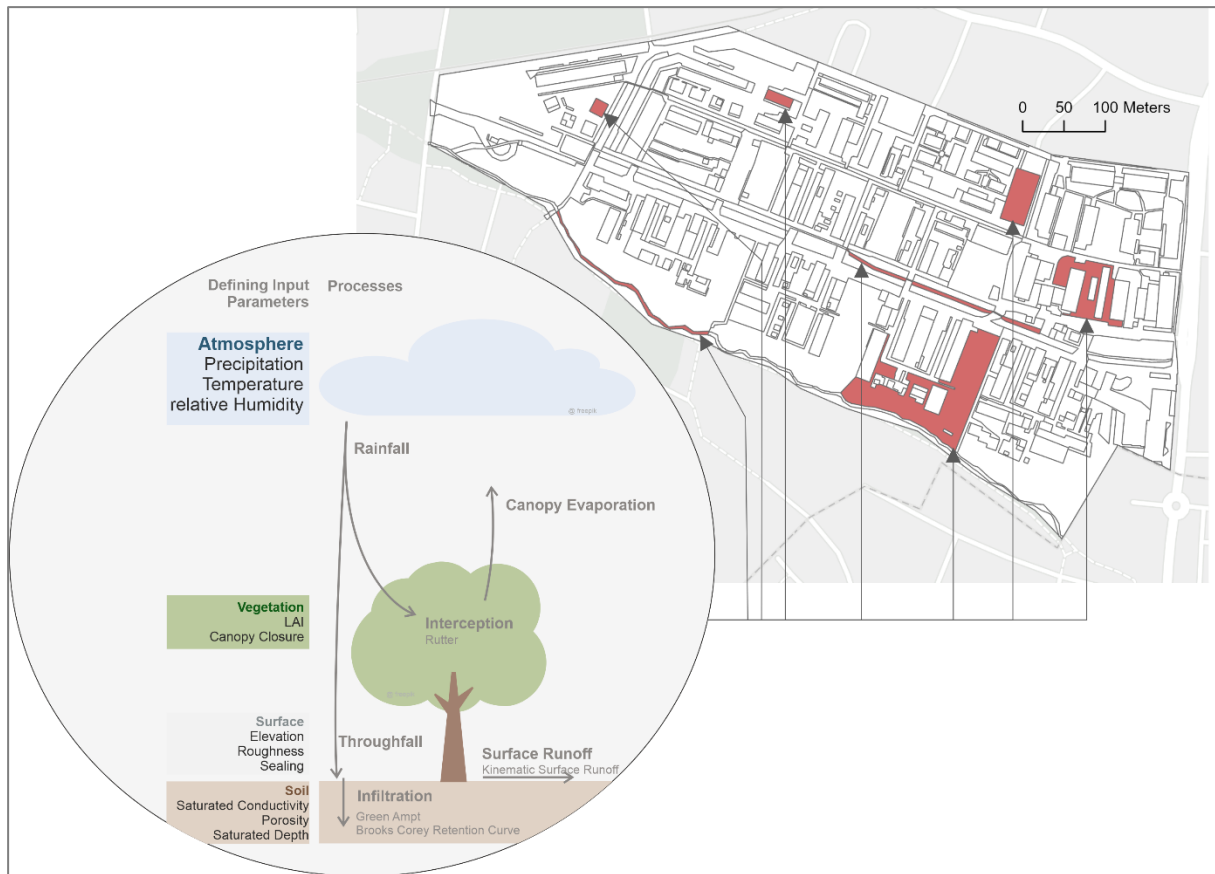 0 50 100 Meters
Defining Input
Parameters
Processes
Atmosphere
Precipitation
Temperature
relative Humidity
@ freepik
Rainfall
Canopy Evaporation
Vegetation
LAI
Canopy Closure
Interception
Rutter
@ freepik
Surface
Elevation
Roughness
Sealing
Throughfall
Surface Runoff
Kinematic Surface Runoff
Soil
Saturated Conductivity
Porosity
Saturated Depth
Infiltration
Green Ampt
Brooks Corey Retention Curve